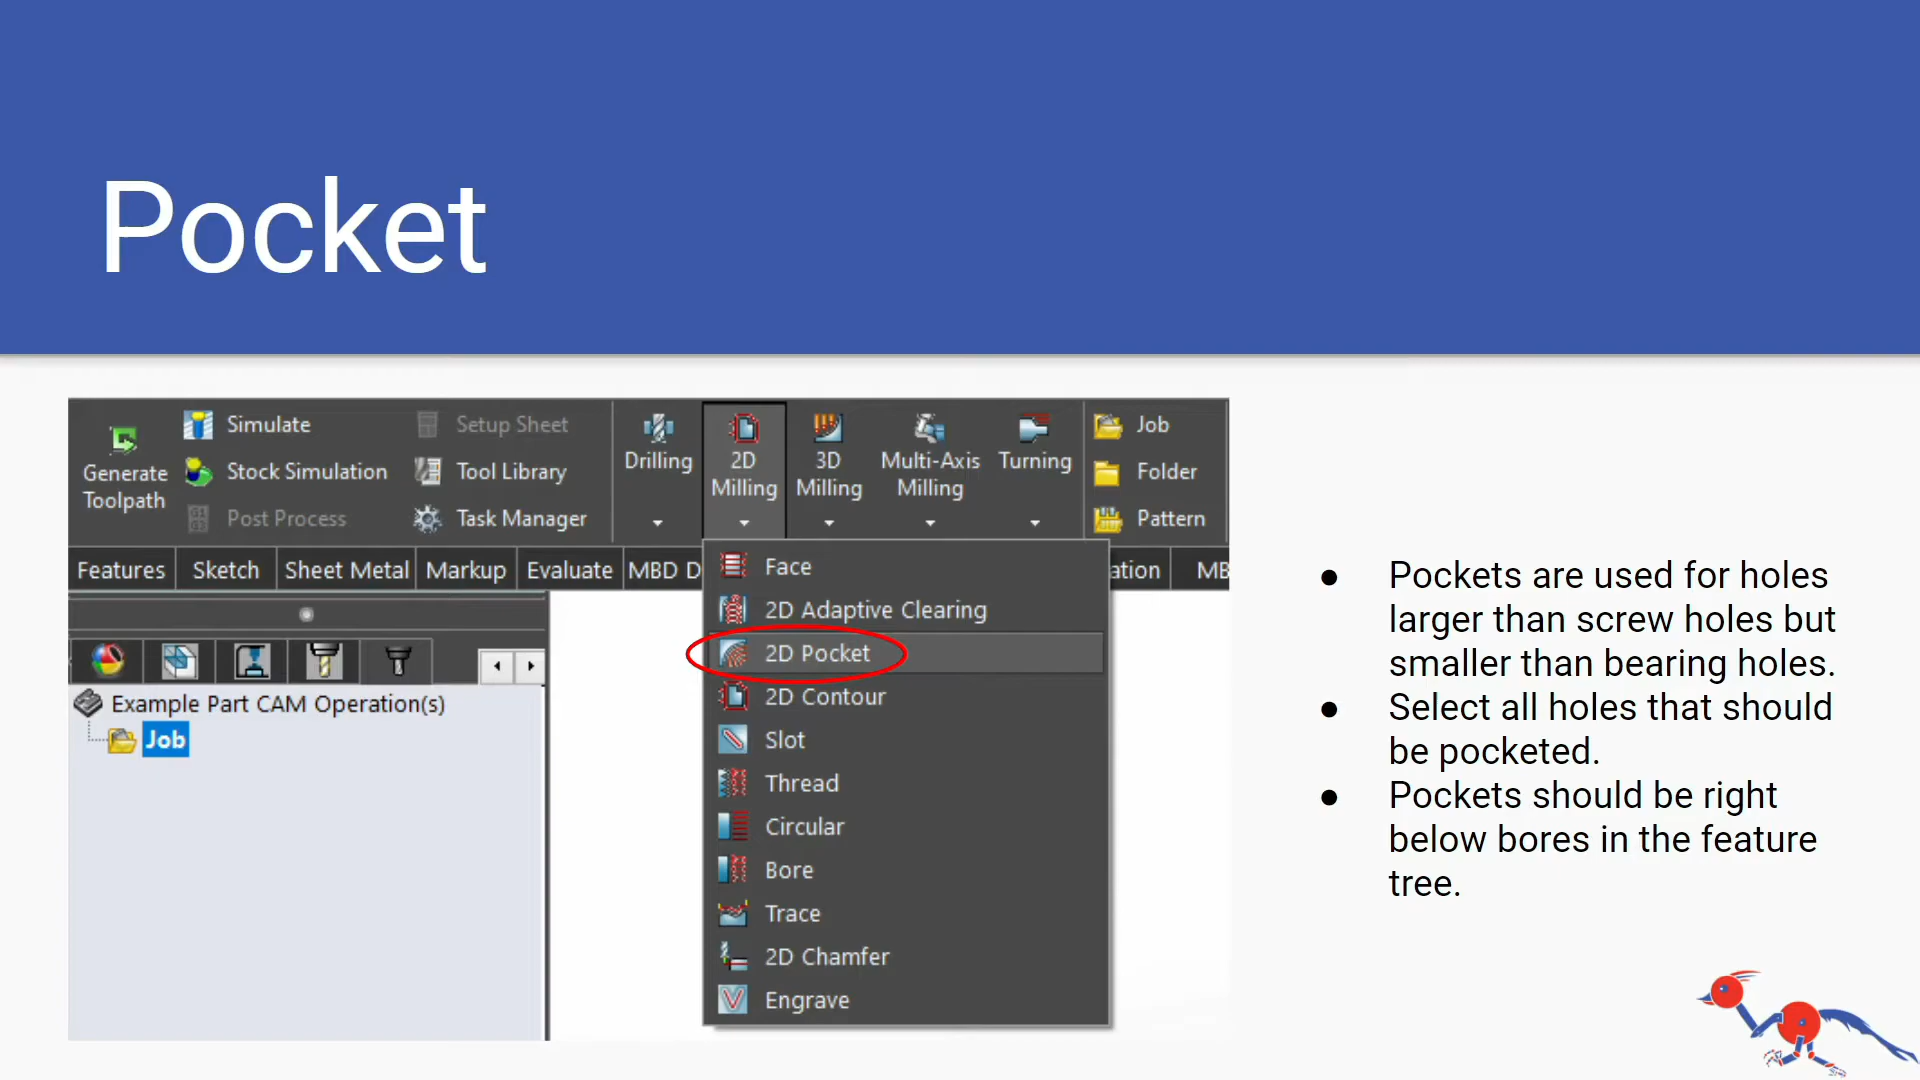 Pocket
Generate Toolpath
Simulate
Stock Simulation
Post Process
Setup Sheet
Tool Library
Task Manager
Drilling
2D Milling
3D Milling
Multi-Axis Milling
Turning
Job
Folder
Pattern
Features
Sketch
Sheet Metal
Markup
Evaluate
MBD D
ation
MB
Face
2D Adaptive Clearing
2D Pocket
2D Contour
Slot
Thread
Circular
Bore
Trace
2D Chamfer
Engrave
Example Part CAM Operation(s)
Job
● Pockets are used for holes
larger than screw holes but
smaller than bearing holes.
● Select all holes that should
be pocketed.
● Pockets should be right
below bores in the feature
tree.